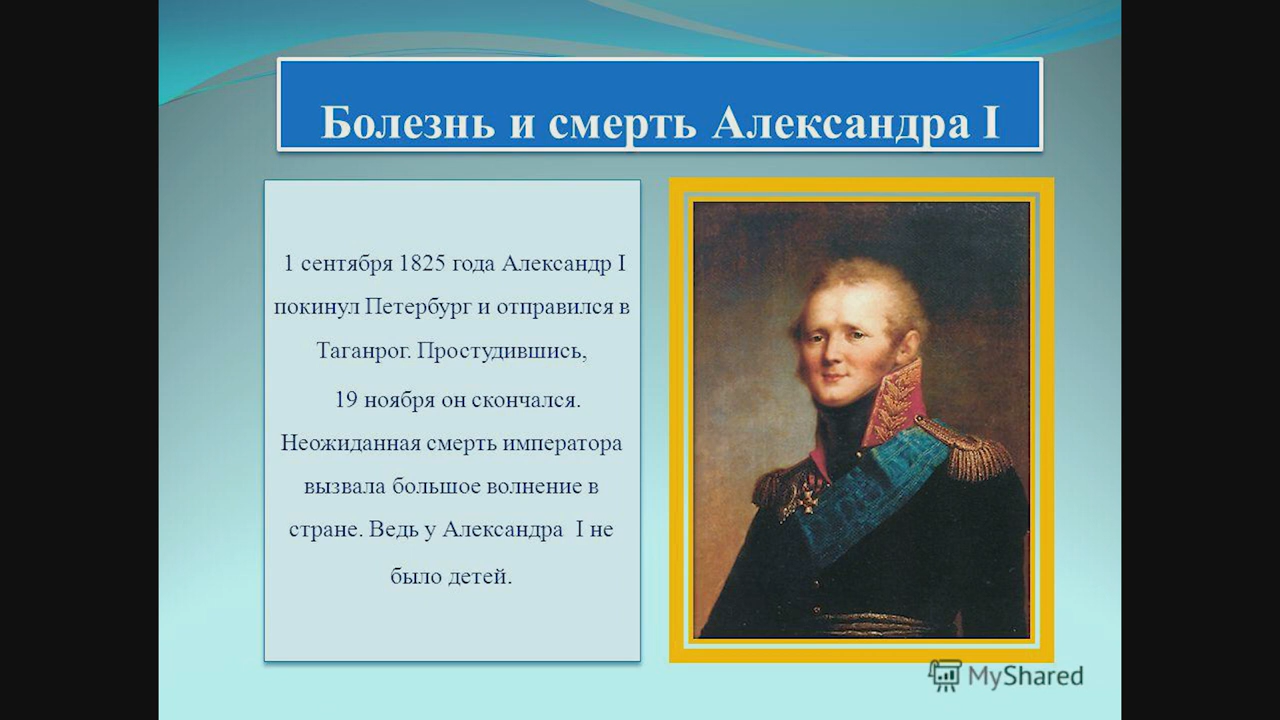 Болезнь и смерть Александра I
1 сентября 1825 года Александр I
покинул Петербург и отправился в
Таганрог. Простудившись,
19 ноября он скончался.
Неожиданная смерть императора
вызвала большое волнение в
стране. Ведь у Александра I не
было детей.
MyShared